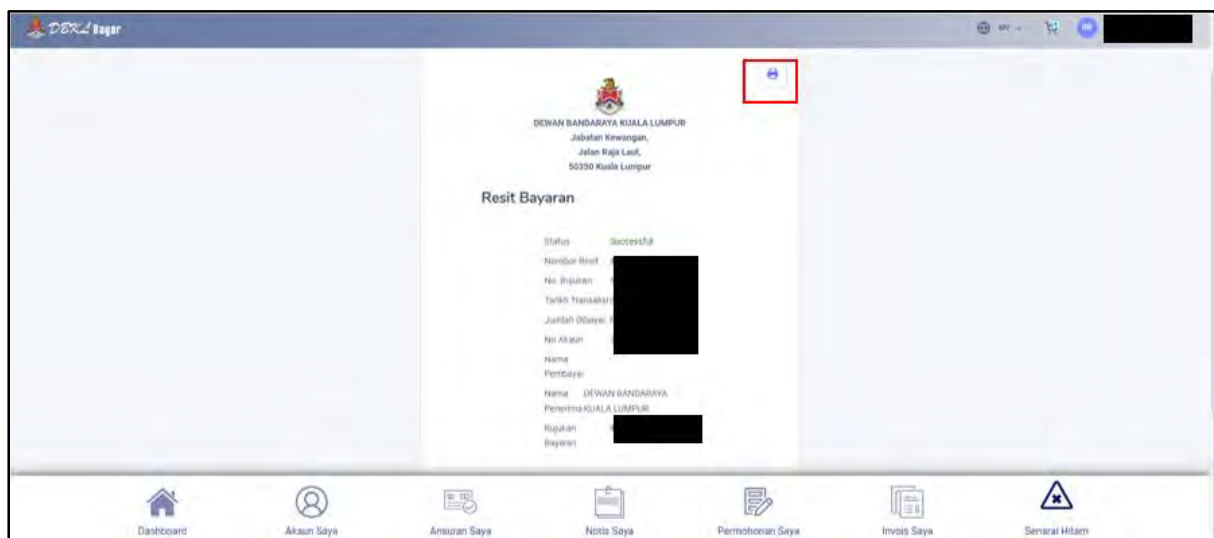 DBKL Bayar
MY
DEWAN BANDARAYA KUALA LUMPUR
Jabatan Kewangan,
Jalan Raja Laut,
50350 Kuala Lumpur
Resit Bayaran
Status Successful
Nombor Resit
No. Rujukan
Tarikh Transaksi
Jumlah Dibayar
No Akaun
Nama
Pembayar
Nama DEWAN BANDARAYA
Penerima KUALA LUMPUR
Rujukan
Bayaran
Dashboard Akaun Saya Ansuran Saya Notis Saya Permohonan Saya Invois Saya Senarai Hitam